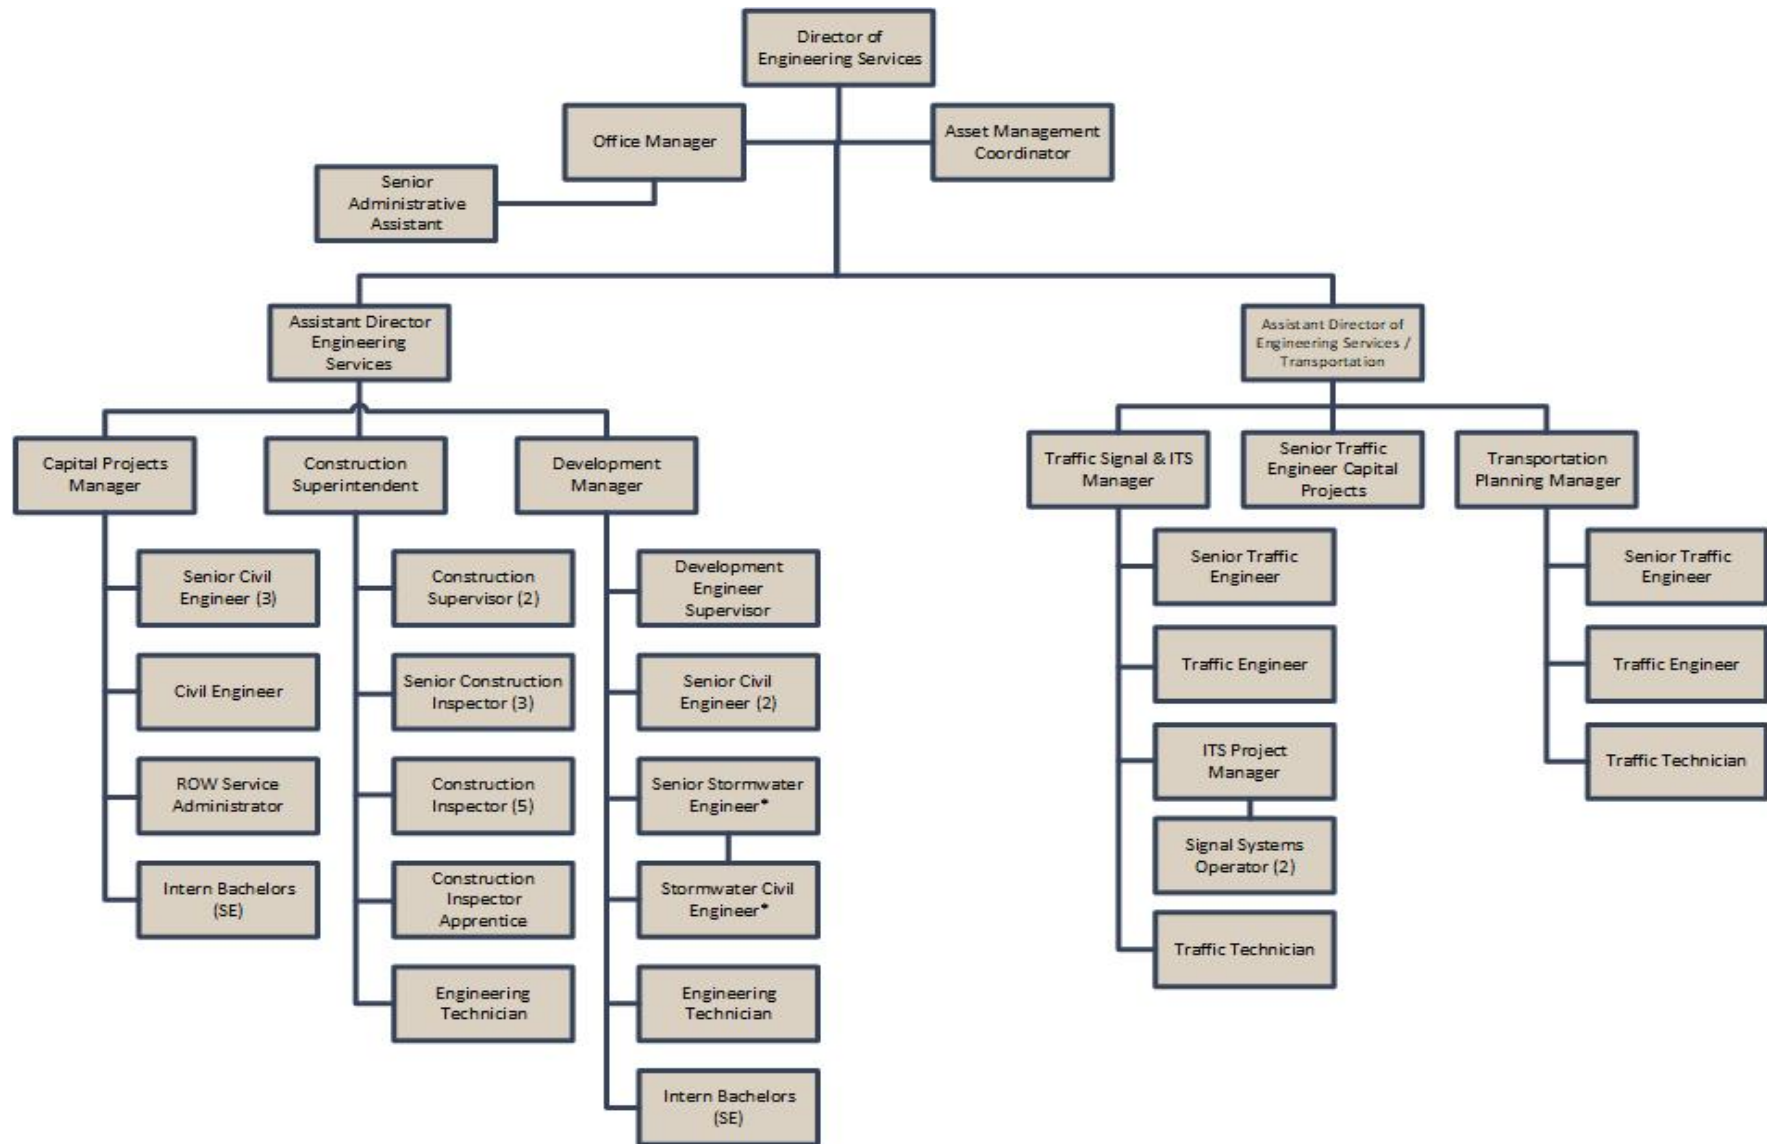 Director of
Engineering Services
Office Manager
Asset Management
Coordinator
Senior
Administrative
Assistant
Assistant Director
Engineering
Services
Assistant Director of
Engineering Services /
Transportation
Capital Projects
Manager
Construction
Superintendent
Development
Manager
Traffic Signal & ITS
Manager
Senior Traffic
Engineer Capital
Projects
Transportation
Planning Manager
Senior Civil
Engineer (3)
Civil Engineer
ROW Service
Administrator
Intern Bachelors
(SE)
Construction
Supervisor (2)
Senior Construction
Inspector (3)
Construction
Inspector (5)
Construction
Inspector
Apprentice
Engineering
Technician
Development
Engineer
Supervisor
Senior Civil
Engineer (2)
Senior Stormwater
Engineer*
Stormwater Civil
Engineer*
Engineering
Technician
Intern Bachelors
(SE)
Senior Traffic
Engineer
Traffic Engineer
ITS Project
Manager
Signal Systems
Operator (2)
Traffic Technician
Senior Traffic
Engineer
Traffic Engineer
Traffic Technician